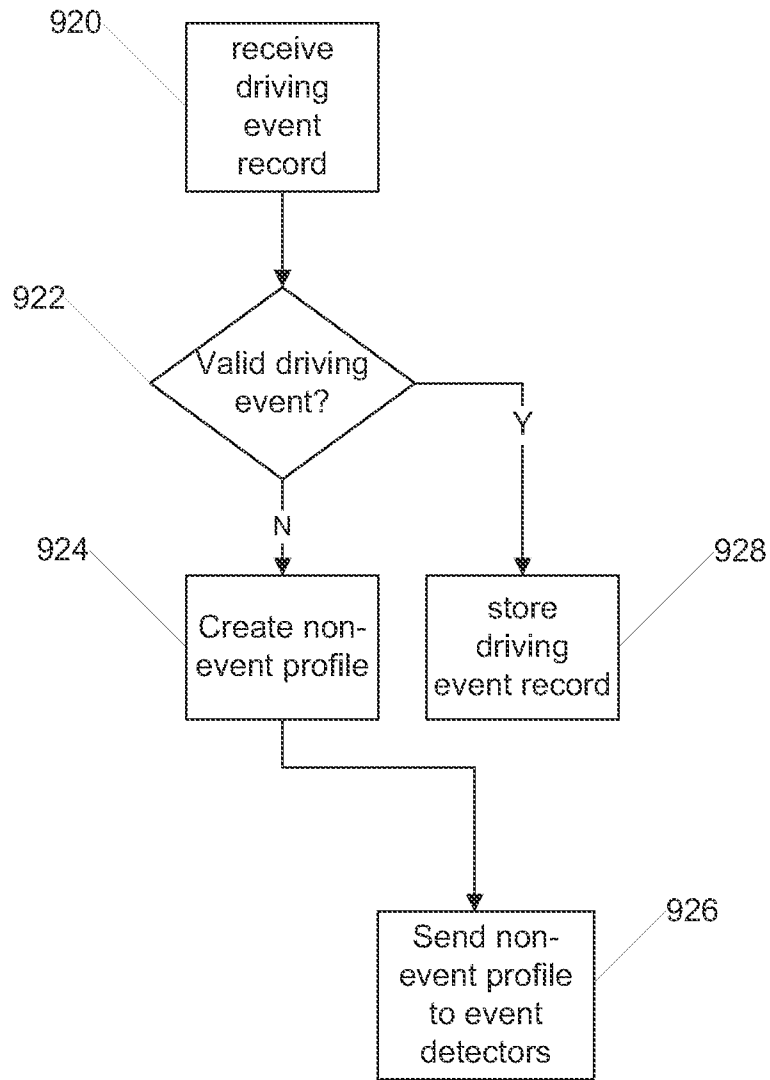 920
receive
driving
event
record
922
Valid driving
event?
Y
N
924
Create non-
event profile
928
store
driving
event record
926
Send non-
event profile
to event
detectors